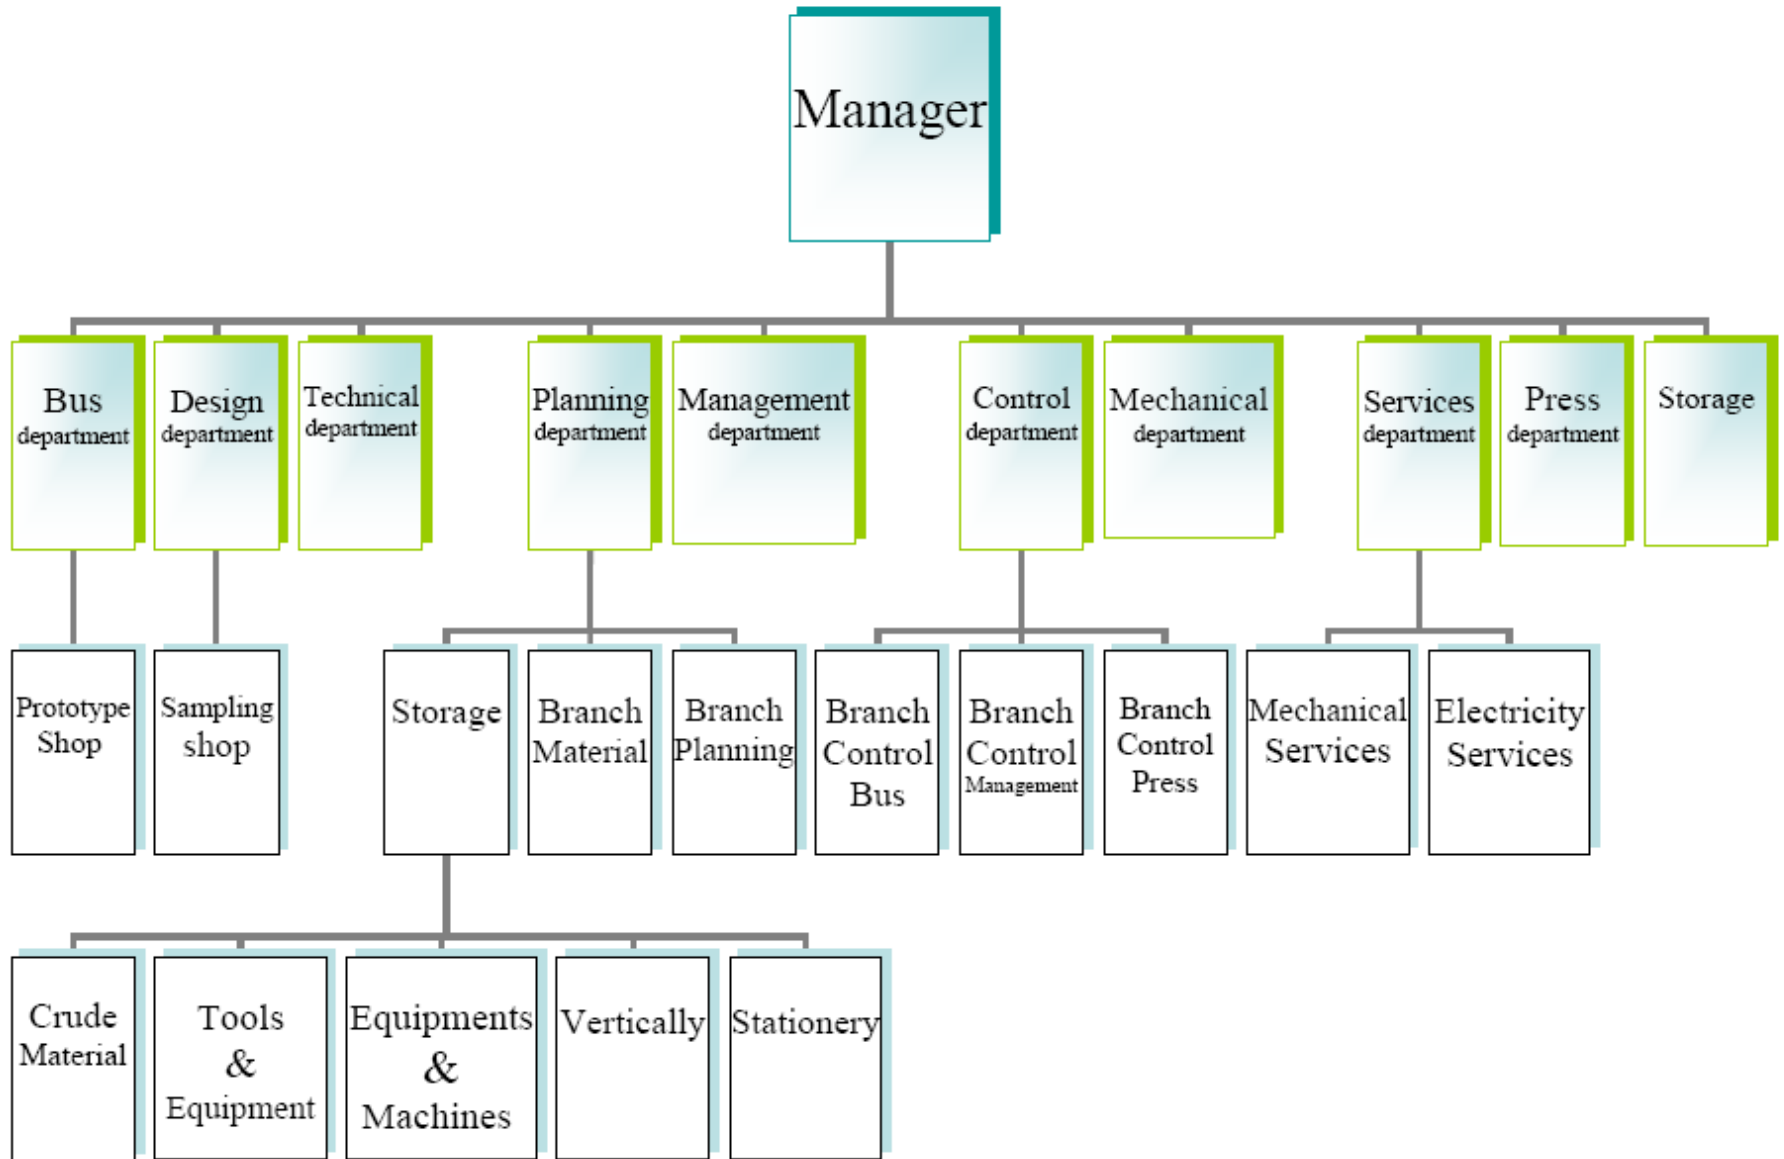 Manager
Bus
department
Design
department
Technical
department
Planning
department
Management
department
Control
department
Mechanical
department
Services
department
Press
department
Storage
Prototype
Shop
Sampling
shop
Storage
Branch
Material
Branch
Planning
Branch
Control
Bus
Branch
Control
Management
Branch
Control
Press
Mechanical
Services
Electricity
Services
Crude
Material
Tools
&
Equipment
Equipments
&
Machines
Vertically
Stationery